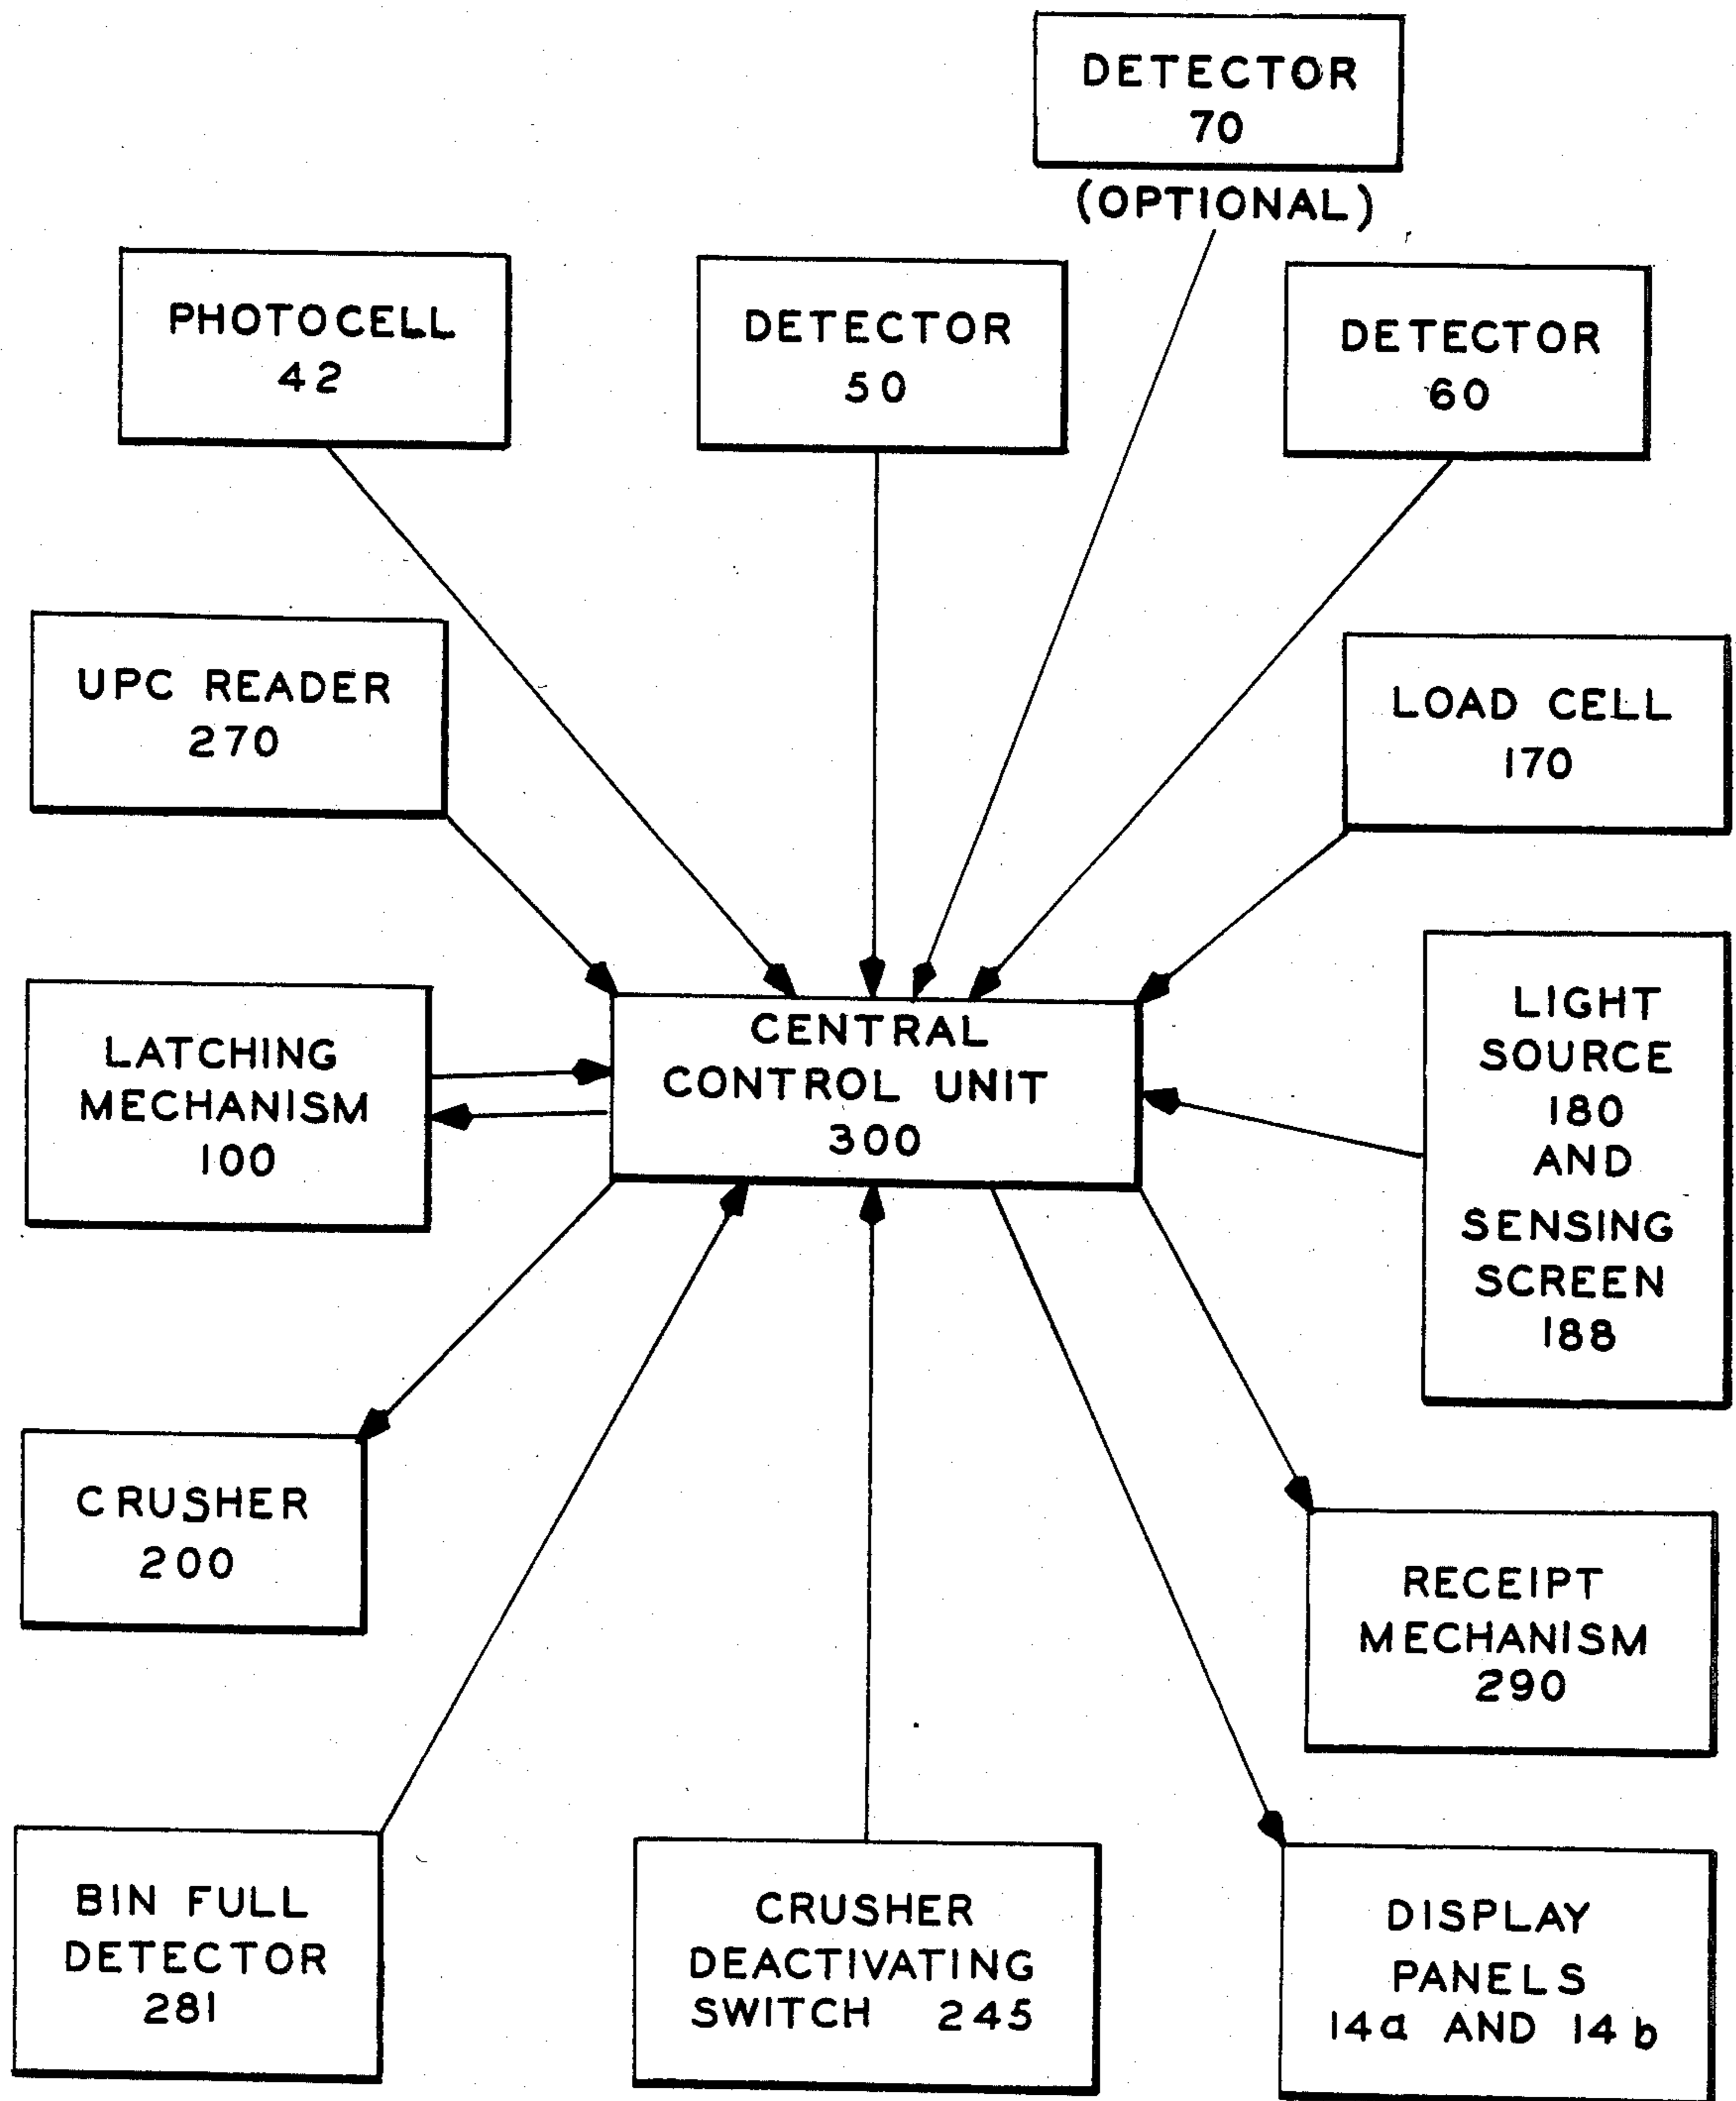 DETECTOR
70
(OPTIONAL)
PHOTOCELL
42
DETECTOR
50
DETECTOR
60
UPC READER
270
LOAD CELL
170
LATCHING
MECHANISM
100
CENTRAL
CONTROL UNIT
300
LIGHT
SOURCE
180
AND
SENSING
SCREEN
188
CRUSHER
200
RECEIPT
MECHANISM
290
BIN FULL
DETECTOR
281
CRUSHER
DEACTIVATING
SWITCH 245
DISPLAY
PANELS
14a AND 14b